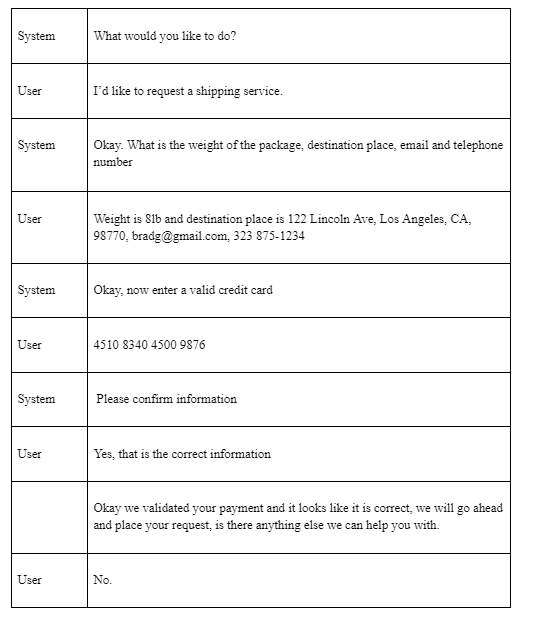 System
What would you like to do?
User
I'd like to request a shipping service.
System
Okay. What is the weight of the package, destination place, email and telephone
number
User
Weight is 8lb and destination place is 122 Lincoln Ave, Los Angeles, CA,
98770, bradg@gmail.com, 323 875-1234
System
Okay, now enter a valid credit card
User
4510 8340 4500 9876
System
Please confirm information
User
Yes, that is the correct information
Okay we validated your payment and it looks like it is correct, we will go ahead
and place your request, is there anything else we can help you with.
User
No.